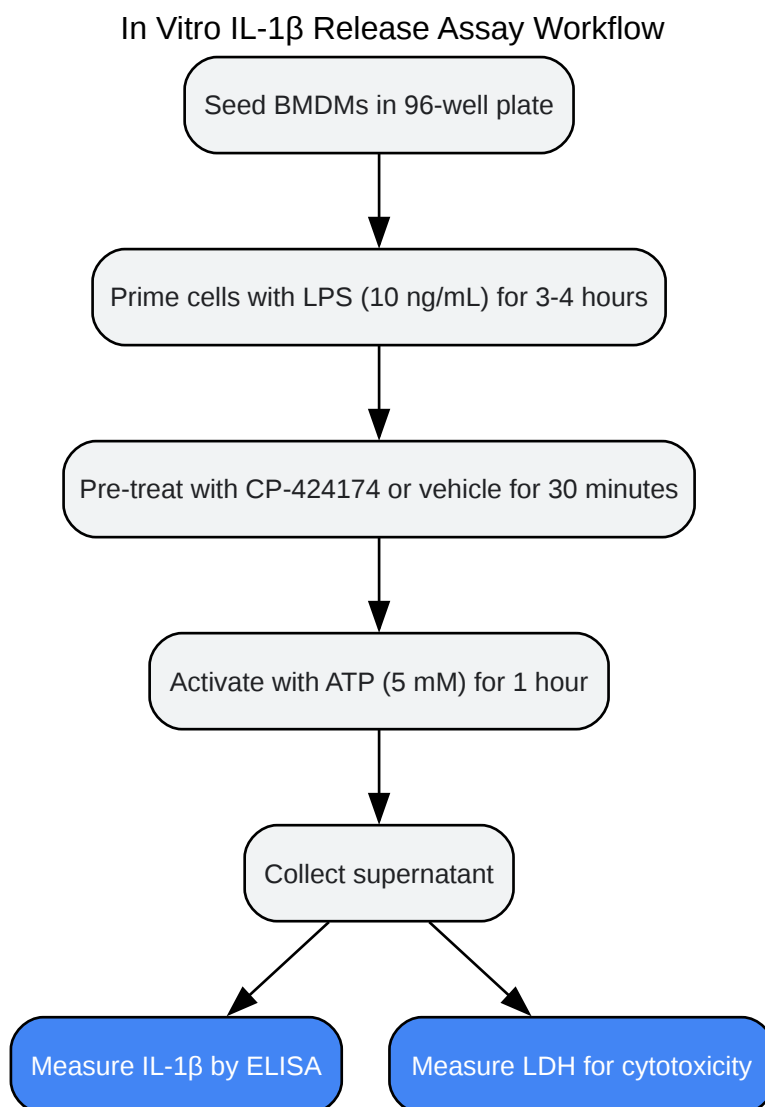 In Vitro IL-1β Release Assay Workflow
Seed BMDMs in 96-well plate
Prime cells with LPS (10 ng/mL) for 3-4 hours
Pre-treat with CP-424174 or vehicle for 30 minutes
Activate with ATP (5 mM) for 1 hour
Collect supernatant
Measure IL-1β by ELISA
Measure LDH for cytotoxicity